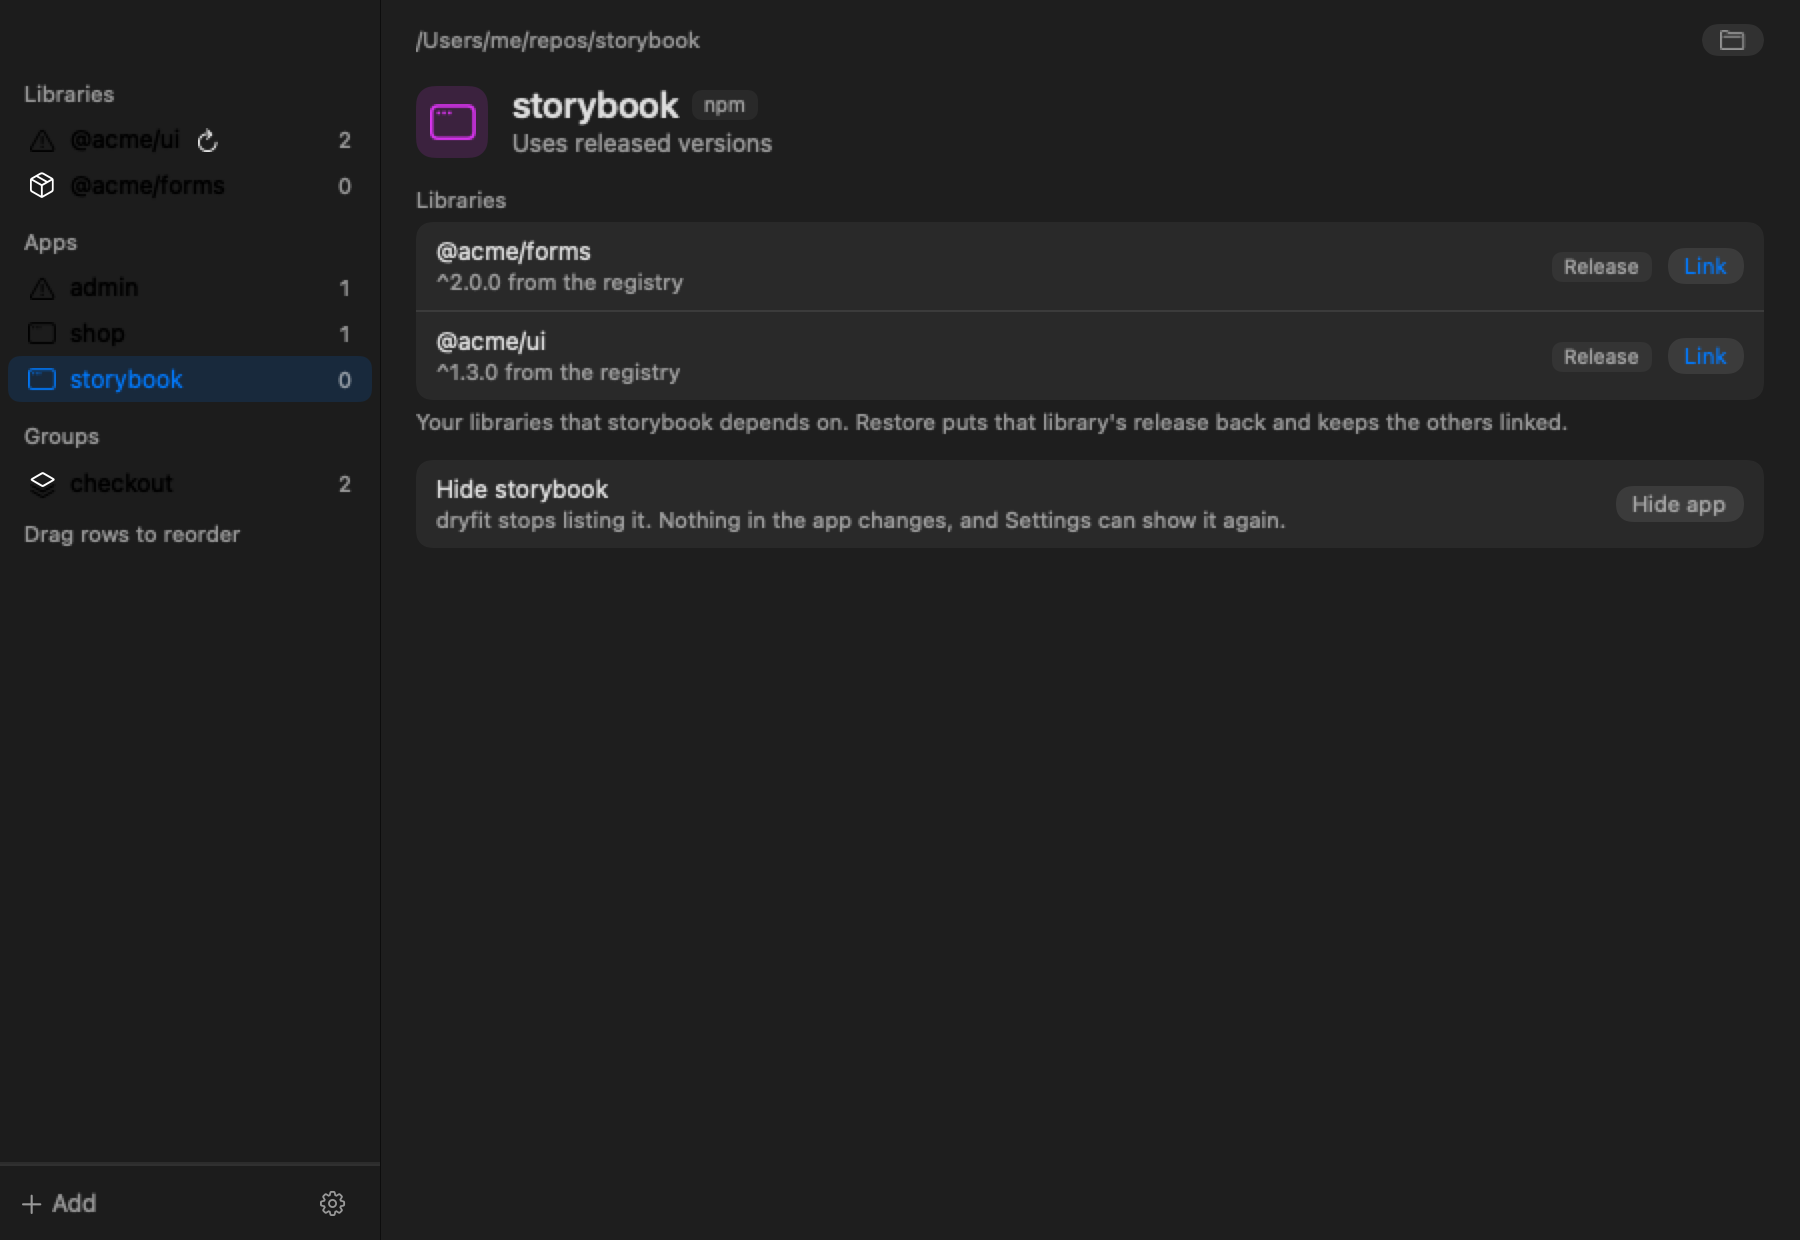 Libraries
@acme/ui 2
@acme/forms 0
Apps
admin 1
shop 1
storybook 0
Groups
checkout 2
Drag rows to reorder
Add
/Users/me/repos/storybook
storybook npm
Uses released versions
Libraries
@acme/forms
^2.0.0 from the registry
Release Link
@acme/ui
^1.3.0 from the registry
Release Link
Your libraries that storybook depends on. Restore puts that library's release back and keeps the others linked.
Hide storybook
dryfit stops listing it. Nothing in the app changes, and Settings can show it again.
Hide app